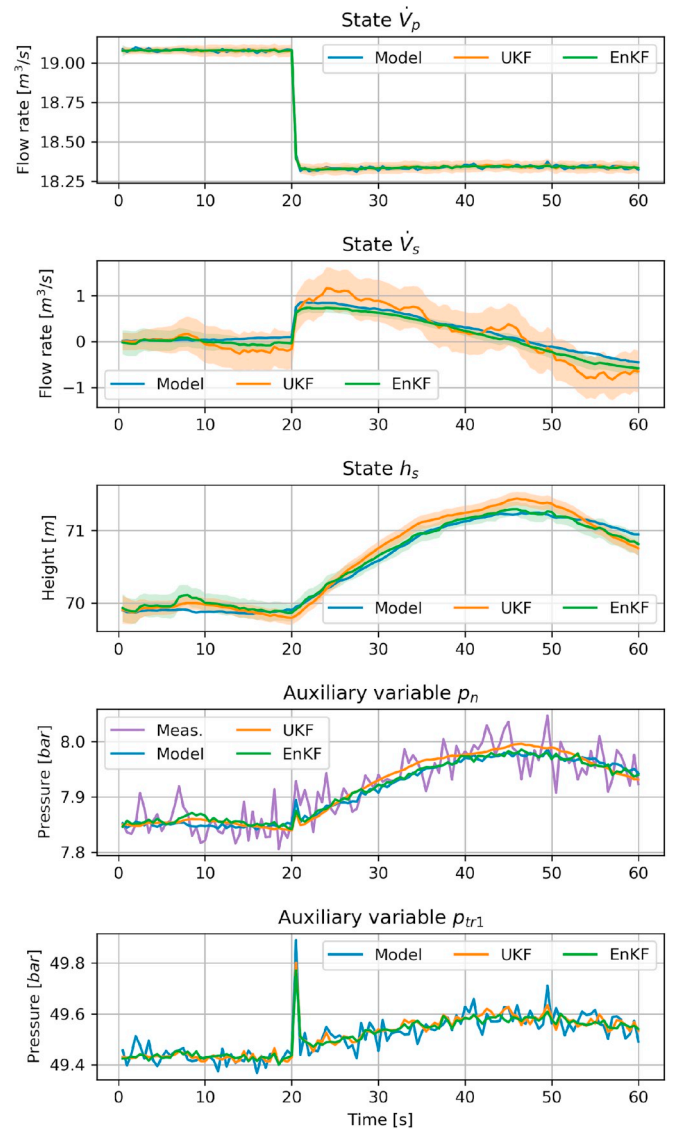 State V̇ₚ
Flow rate [m³/s]
19.00
18.75
18.50
18.25
Model UKF EnKF
0 10 20 30 40 50 60
State V̇ₛ
Flow rate [m³/s]
1
0
−1
Model UKF EnKF
0 10 20 30 40 50 60
State hₛ
Height [m]
71
70
Model UKF EnKF
0 10 20 30 40 50 60
Auxiliary variable pₙ
Pressure [bar]
8.0
7.9
7.8
Meas. UKF
Model EnKF
0 10 20 30 40 50 60
Auxiliary variable pₜᵣ₁
Pressure [bar]
49.8
49.6
49.4
Model UKF EnKF
0 10 20 30 40 50 60
Time [s]